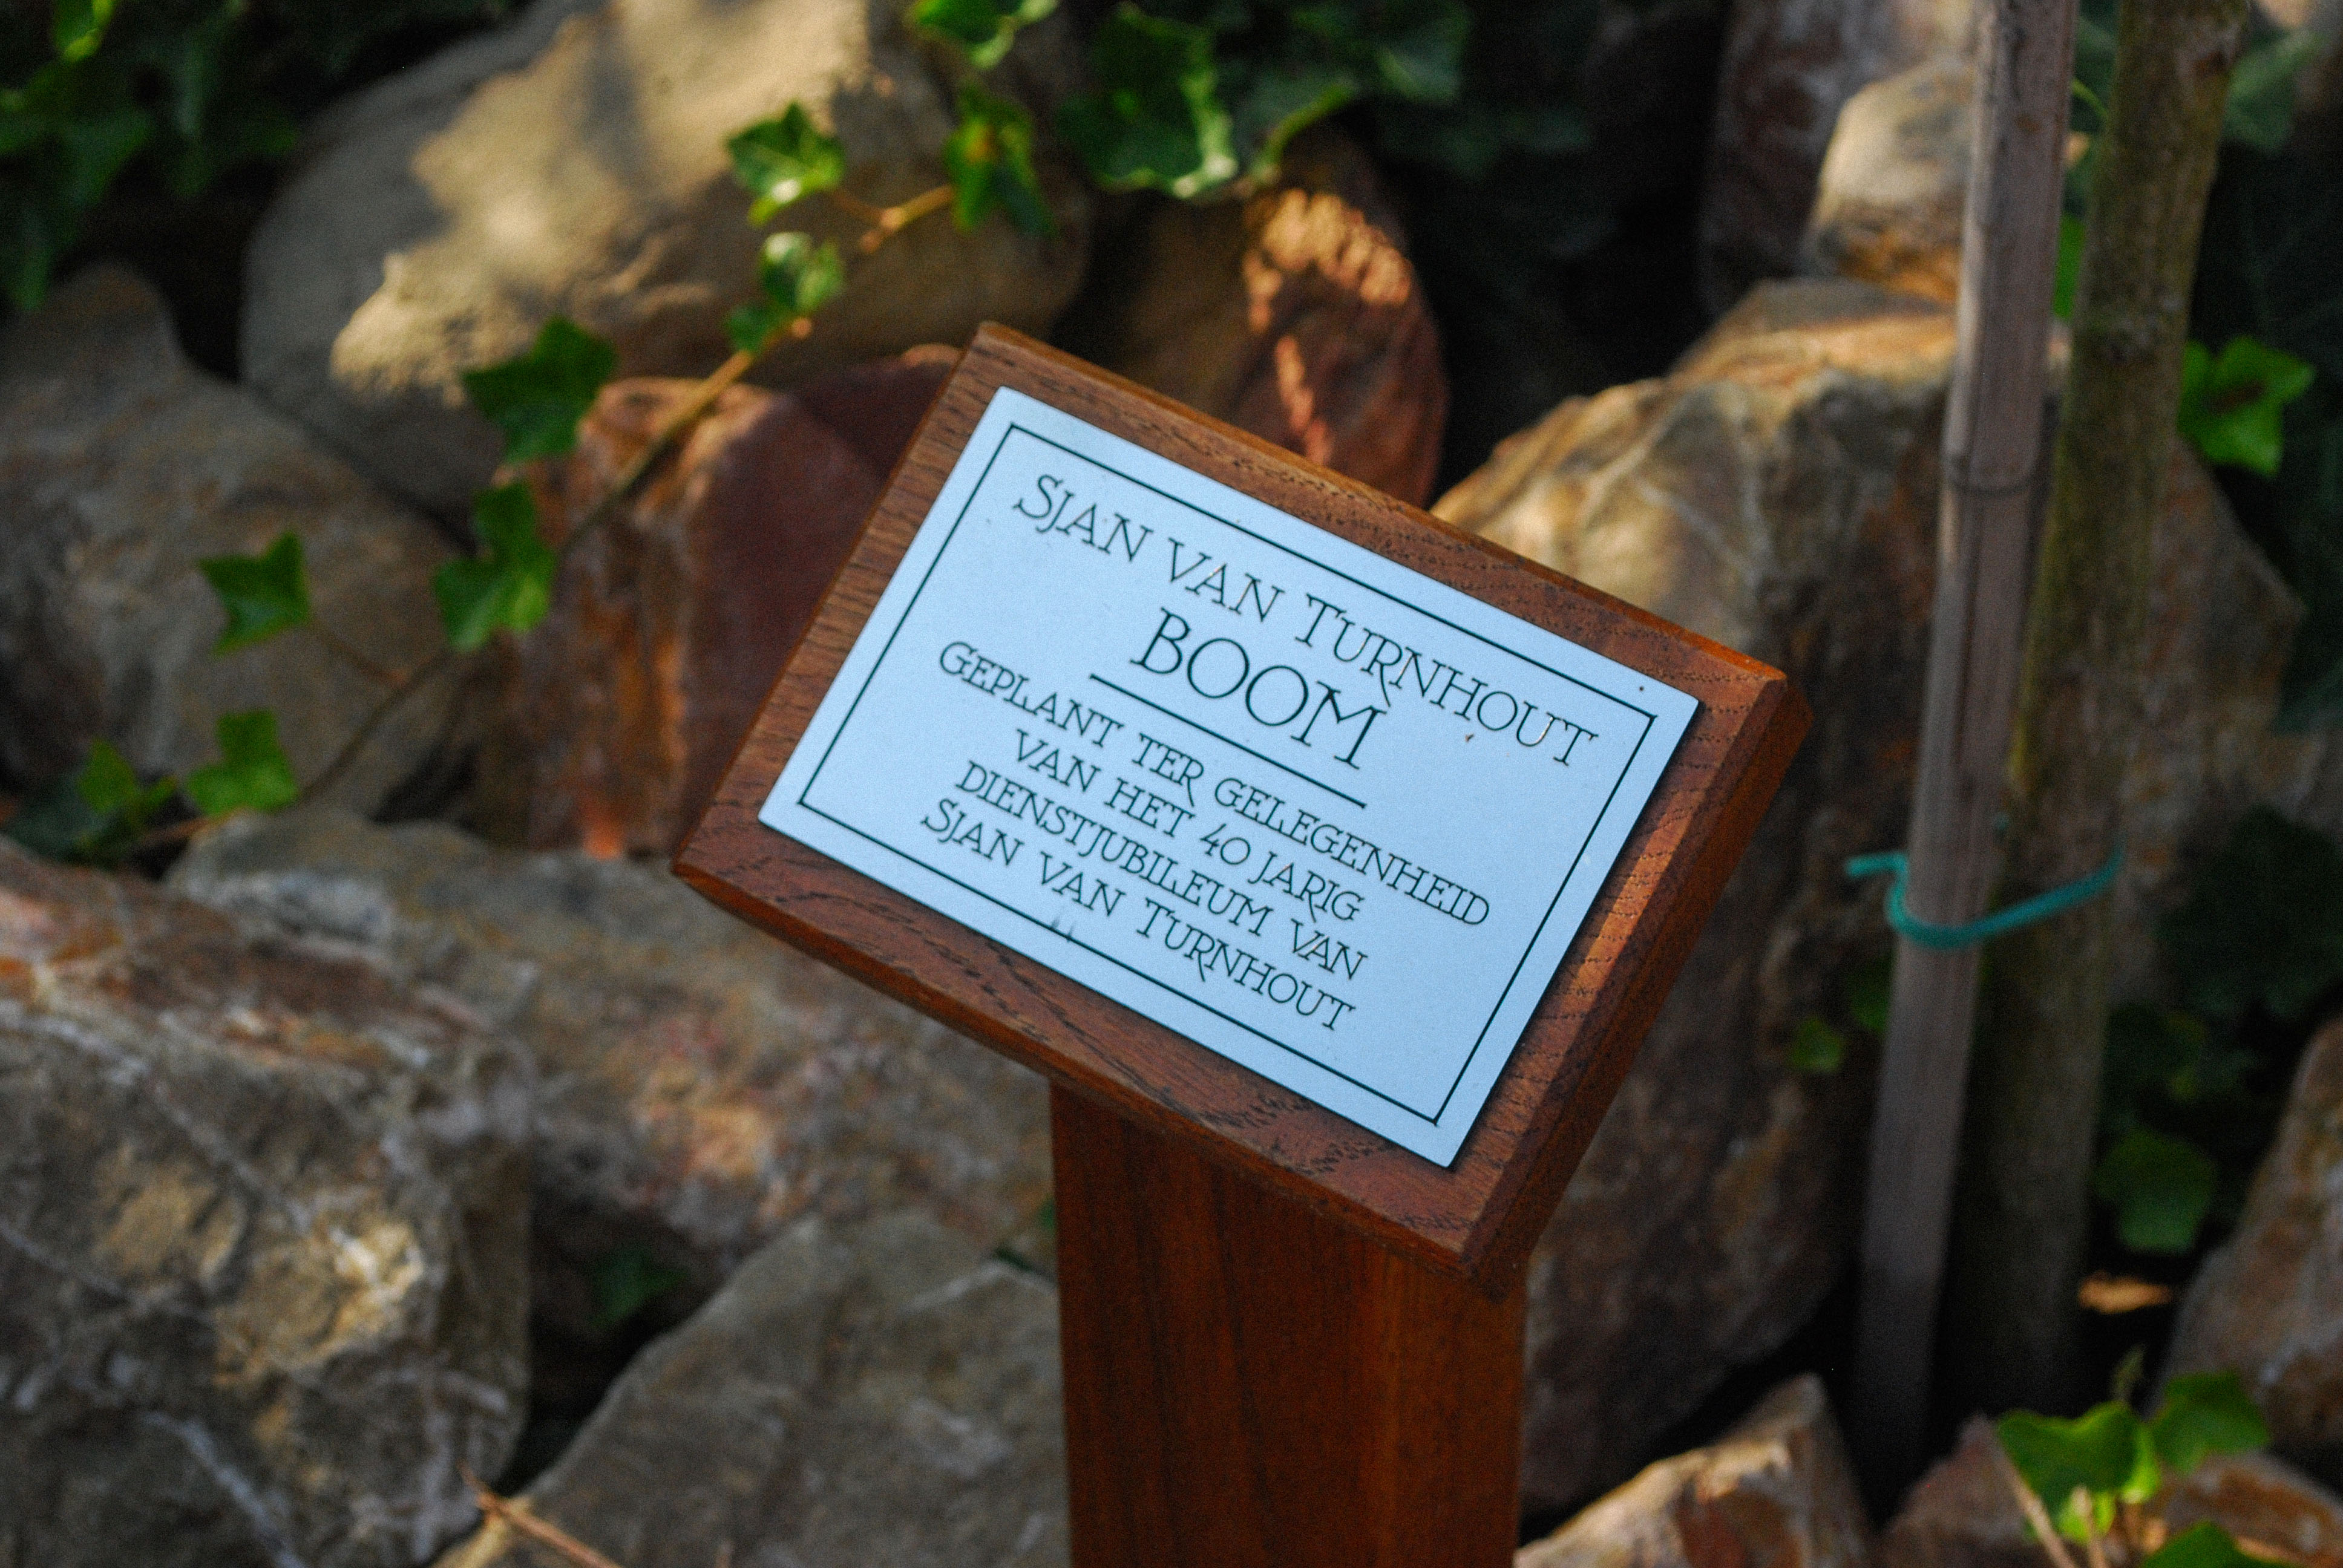 SJAN VAN TURNHOUT
BOOM
GEPLANT TER GELEGENHEID
VAN HET 40 JARIG
DIENSTJUBILEUM VAN
SJAN VAN TURNHOUT